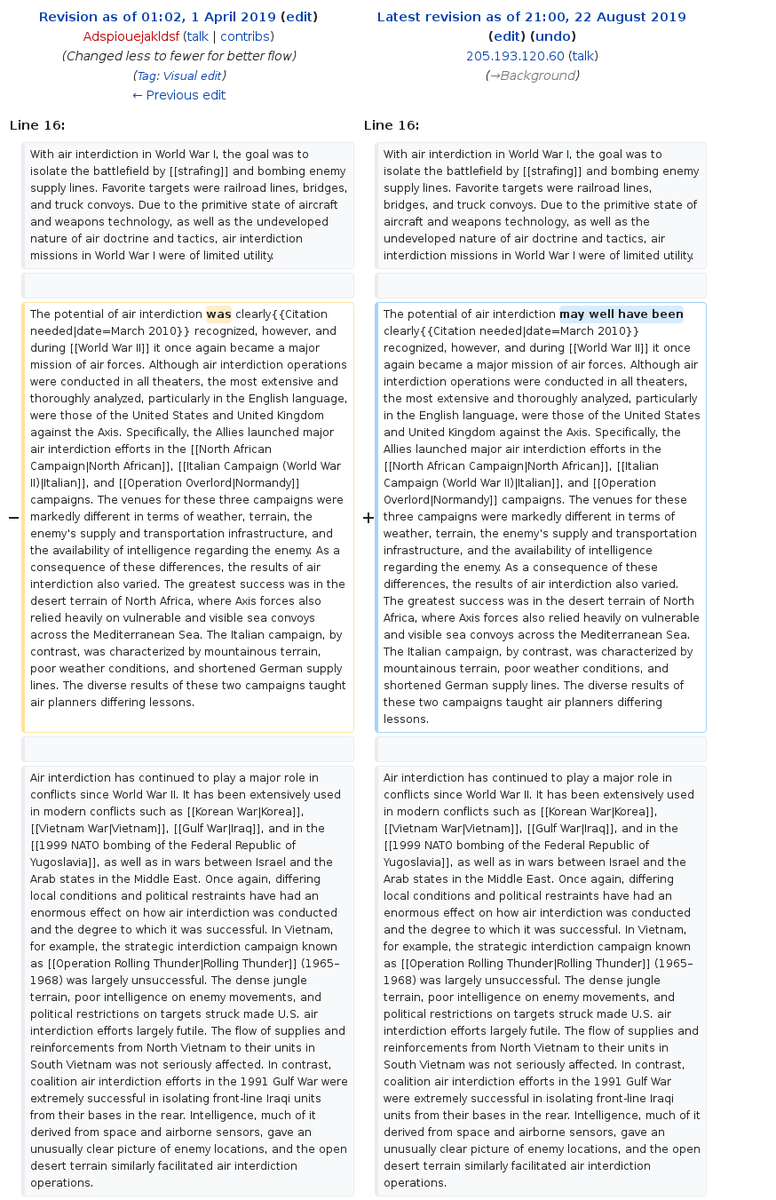 Revision as of 01:02, 1 April 2019 (edit)
Adspiouejakldsf (talk | contribs)
(Changed less to fewer for better flow)
(Tag: Visual edit)
← Previous edit
Latest revision as of 21:00, 22 August 2019
(edit) (undo)
205.193.120.60 (talk)
(→Background)
Line 16:
Line 16:
With air interdiction in World War I, the goal was to
isolate the battlefield by [[strafing]] and bombing enemy
supply lines. Favorite targets were railroad lines, bridges,
and truck convoys. Due to the primitive state of aircraft
and weapons technology, as well as the undeveloped
nature of air doctrine and tactics, air interdiction
missions in World War I were of limited utility.
With air interdiction in World War I, the goal was to
isolate the battlefield by [[strafing]] and bombing enemy
supply lines. Favorite targets were railroad lines,
bridges, and truck convoys. Due to the primitive state of
aircraft and weapons technology, as well as the
undeveloped nature of air doctrine and tactics, air
interdiction missions in World War I were of limited utility.
−
The potential of air interdiction was clearly{{Citation
needed|date=March 2010}} recognized, however, and
during [[World War II]] it once again became a major
mission of air forces. Although air interdiction operations
were conducted in all theaters, the most extensive and
thoroughly analyzed, particularly in the English language,
were those of the United States and United Kingdom
against the Axis. Specifically, the Allies launched major
air interdiction efforts in the [[North African
Campaign|North African]], [[Italian Campaign (World War
II)|Italian]], and [[Operation Overlord|Normandy]]
campaigns. The venues for these three campaigns were
markedly different in terms of weather, terrain, the
enemy's supply and transportation infrastructure, and
the availability of intelligence regarding the enemy. As a
consequence of these differences, the results of air
interdiction also varied. The greatest success was in the
desert terrain of North Africa, where Axis forces also
relied heavily on vulnerable and visible sea convoys
across the Mediterranean Sea. The Italian campaign, by
contrast, was characterized by mountainous terrain,
poor weather conditions, and shortened German supply
lines. The diverse results of these two campaigns taught
air planners differing lessons.
+
The potential of air interdiction may well have been
clearly{{Citation needed|date=March 2010}}
recognized, however, and during [[World War II]] it once
again became a major mission of air forces. Although air
interdiction operations were conducted in all theaters,
the most extensive and thoroughly analyzed, particularly
in the English language, were those of the United States
and United Kingdom against the Axis. Specifically, the
Allies launched major air interdiction efforts in the
[[North African Campaign|North African]], [[Italian
Campaign (World War II)|Italian]], and [[Operation
Overlord|Normandy]] campaigns. The venues for these
three campaigns were markedly different in terms of
weather, terrain, the enemy's supply and transportation
infrastructure, and the availability of intelligence
regarding the enemy. As a consequence of these
differences, the results of air interdiction also varied.
The greatest success was in the desert terrain of North
Africa, where Axis forces also relied heavily on vulnerable
and visible sea convoys across the Mediterranean Sea.
The Italian campaign, by contrast, was characterized by
mountainous terrain, poor weather conditions, and
shortened German supply lines. The diverse results of
these two campaigns taught air planners differing
lessons.
Air interdiction has continued to play a major role in
conflicts since World War II. It has been extensively used
in modern conflicts such as [[Korean War|Korea]],
[[Vietnam War|Vietnam]], [[Gulf War|Iraq]], and in the
[[1999 NATO bombing of the Federal Republic of
Yugoslavia]], as well as in wars between Israel and the
Arab states in the Middle East. Once again, differing
local conditions and political restraints have had an
enormous effect on how air interdiction was conducted
and the degree to which it was successful. In Vietnam,
for example, the strategic interdiction campaign known
as [[Operation Rolling Thunder|Rolling Thunder]] (1965–
1968) was largely unsuccessful. The dense jungle
terrain, poor intelligence on enemy movements, and
political restrictions on targets struck made U.S. air
interdiction efforts largely futile. The flow of supplies and
reinforcements from North Vietnam to their units in
South Vietnam was not seriously affected. In contrast,
coalition air interdiction efforts in the 1991 Gulf War were
extremely successful in isolating front-line Iraqi
units from their bases in the rear. Intelligence, much of it
derived from space and airborne sensors, gave an
unusually clear picture of enemy locations, and the open
desert terrain similarly facilitated air interdiction
operations.
Air interdiction has continued to play a major role in
conflicts since World War II. It has been extensively used
in modern conflicts such as [[Korean War|Korea]],
[[Vietnam War|Vietnam]], [[Gulf War|Iraq]], and in the
[[1999 NATO bombing of the Federal Republic of
Yugoslavia]], as well as in wars between Israel and the
Arab states in the Middle East. Once again, differing
local conditions and political restraints have had an
enormous effect on how air interdiction was conducted
and the degree to which it was successful. In Vietnam,
for example, the strategic interdiction campaign known
as [[Operation Rolling Thunder|Rolling Thunder]] (1965–
1968) was largely unsuccessful. The dense jungle
terrain, poor intelligence on enemy movements, and
political restrictions on targets struck made U.S. air
interdiction efforts largely futile. The flow of supplies and
reinforcements from North Vietnam to their units in
South Vietnam was not seriously affected. In contrast,
coalition air interdiction efforts in the 1991 Gulf War
were extremely successful in isolating front-line Iraqi
units from their bases in the rear. Intelligence, much of it
derived from space and airborne sensors, gave an
unusually clear picture of enemy locations, and the open
desert terrain similarly facilitated air interdiction
operations.